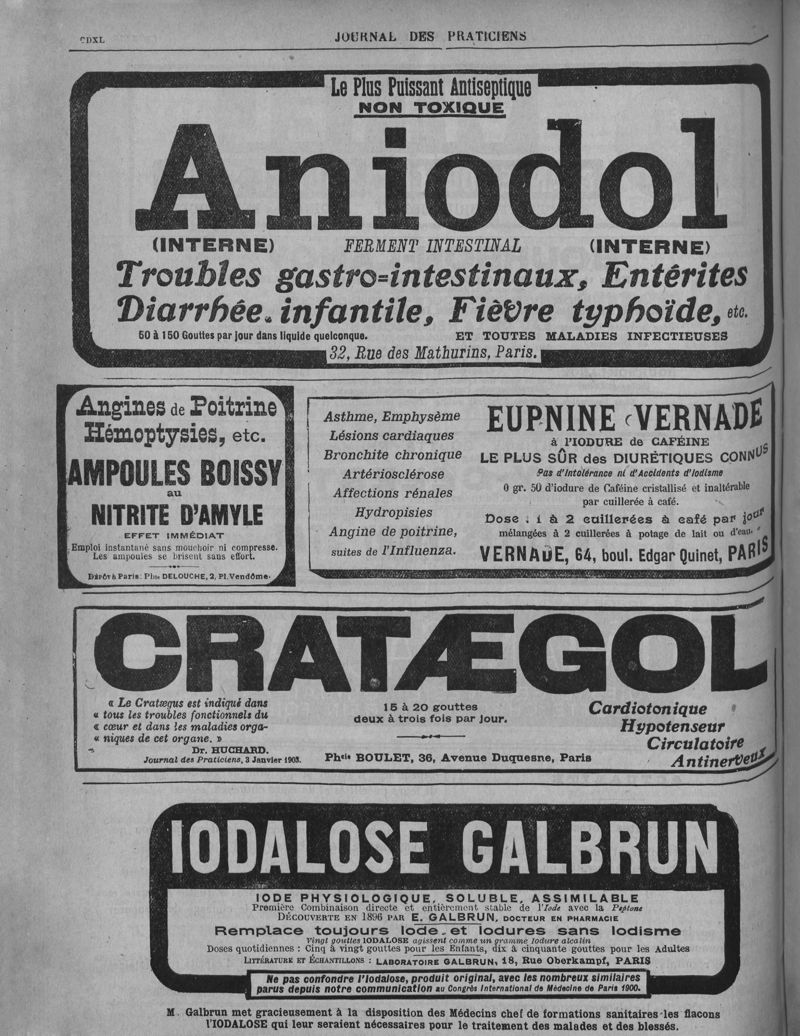 CDXL
JOURNAL DES PRATICIENS
Le Plus Puissant Antiseptique
NON TOXIQUE
Aniodol
(INTERNE) FERMENT INTESTINAL (INTERNE)
Troubles gastro=intestinaux, Entérites
Diarrhée infantile, Fièvre typhoïde, etc.
50 à 150 Gouttes par jour dans liquide quelconque. ET TOUTES MALADIES INFECTIEUSES
32, Rue des Mathurins, Paris.
Angines de Poitrine
Hémoptysies, etc.
AMPOULES BOISSY
au
NITRITE D'AMYLE
EFFET IMMÉDIAT
Emploi instantané sans mouchoir ni compresse.
Les ampoules se brisent sans effort.
Dépôt à Paris: Phie DELOUCHE, 2, Pl. Vendôme.
Asthme, Emphysème
Lésions cardiaques
Bronchite chronique
Artériosclérose
Affections rénales
Hydropisies
Angine de poitrine,
suites de l'Influenza.
EUPNINE VERNADE
à l'IODURE de CAFÉINE
LE PLUS SÛR des DIURÉTIQUES CONNUS
Pas d'Intolérance ni d'Accidents d'Iodisme
0 gr. 50 d'iodure de Caféine cristallisé et inaltérable
par cuillerée à café.
Dose : 1 à 2 cuillerées à café par jour
mélangées à 2 cuillerées à potage de lait ou d'eau.
VERNADE, 64, boul. Edgar Quinet, PARIS
CRATÆGOL
« Le Cratægus est indiqué dans
« tous les troubles fonctionnels du
« cœur et dans les maladies orga-
« niques de cet organe. »
Dr. HUCHARD.
Journal des Praticiens, 3 Janvier 1903.
15 à 20 gouttes
deux à trois fois par jour.
Phcie BOULET, 36, Avenue Duquesne, Paris
Cardiotonique
Hypotenseur
Circulatoire
Antinerveux
IODALOSE GALBRUN
IODE PHYSIOLOGIQUE, SOLUBLE, ASSIMILABLE
Première Combinaison directe et entièrement stable de l'Iode avec la Peptone
DÉCOUVERTE EN 1896 PAR E. GALBRUN, DOCTEUR EN PHARMACIE
Remplace toujours Iode et Iodures sans Iodisme
Vingt gouttes IODALOSE agissent comme un gramme Iodure alcalin
Doses quotidiennes : Cinq à vingt gouttes pour les Enfants, dix à cinquante gouttes pour les Adultes
LITTÉRATURE ET ÉCHANTILLONS : LABORATOIRE GALBRUN, 18, Rue Oberkampf, PARIS
Ne pas confondre l'Iodalose, produit original, avec les nombreux similaires
parus depuis notre communication au Congrès International de Médecine de Paris 1900.
M. Galbrun met gracieusement à la disposition des Médecins chef de formations sanitaires les flacons
l'IODALOSE qui leur seraient nécessaires pour le traitement des malades et des blessés.